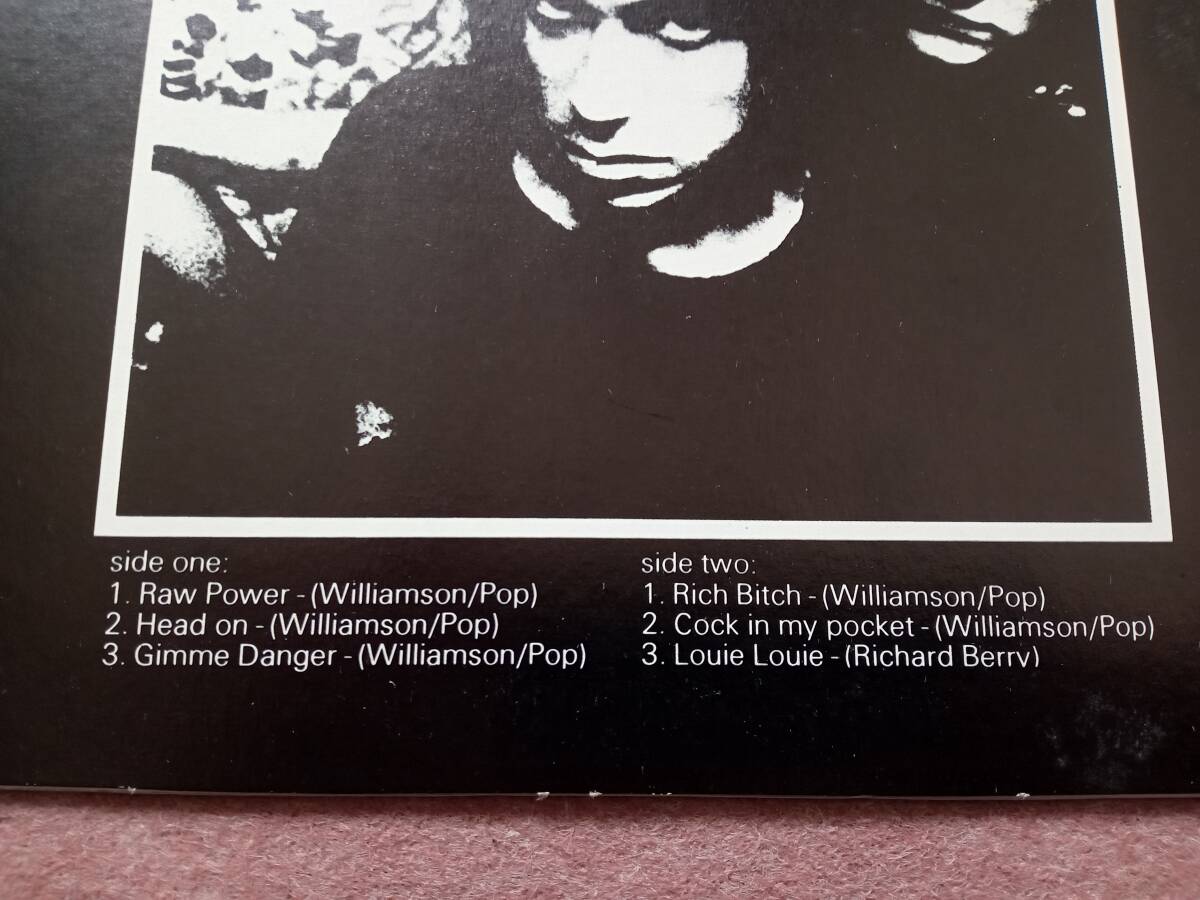 side one:
1. Raw Power - (Williamson/Pop)
2. Head on - (Williamson/Pop)
3. Gimme Danger - (Williamson/Pop)
side two:
1. Rich Bitch - (Williamson/Pop)
2. Cock in my pocket - (Williamson/Pop)
3. Louie Louie - (Richard Berry)